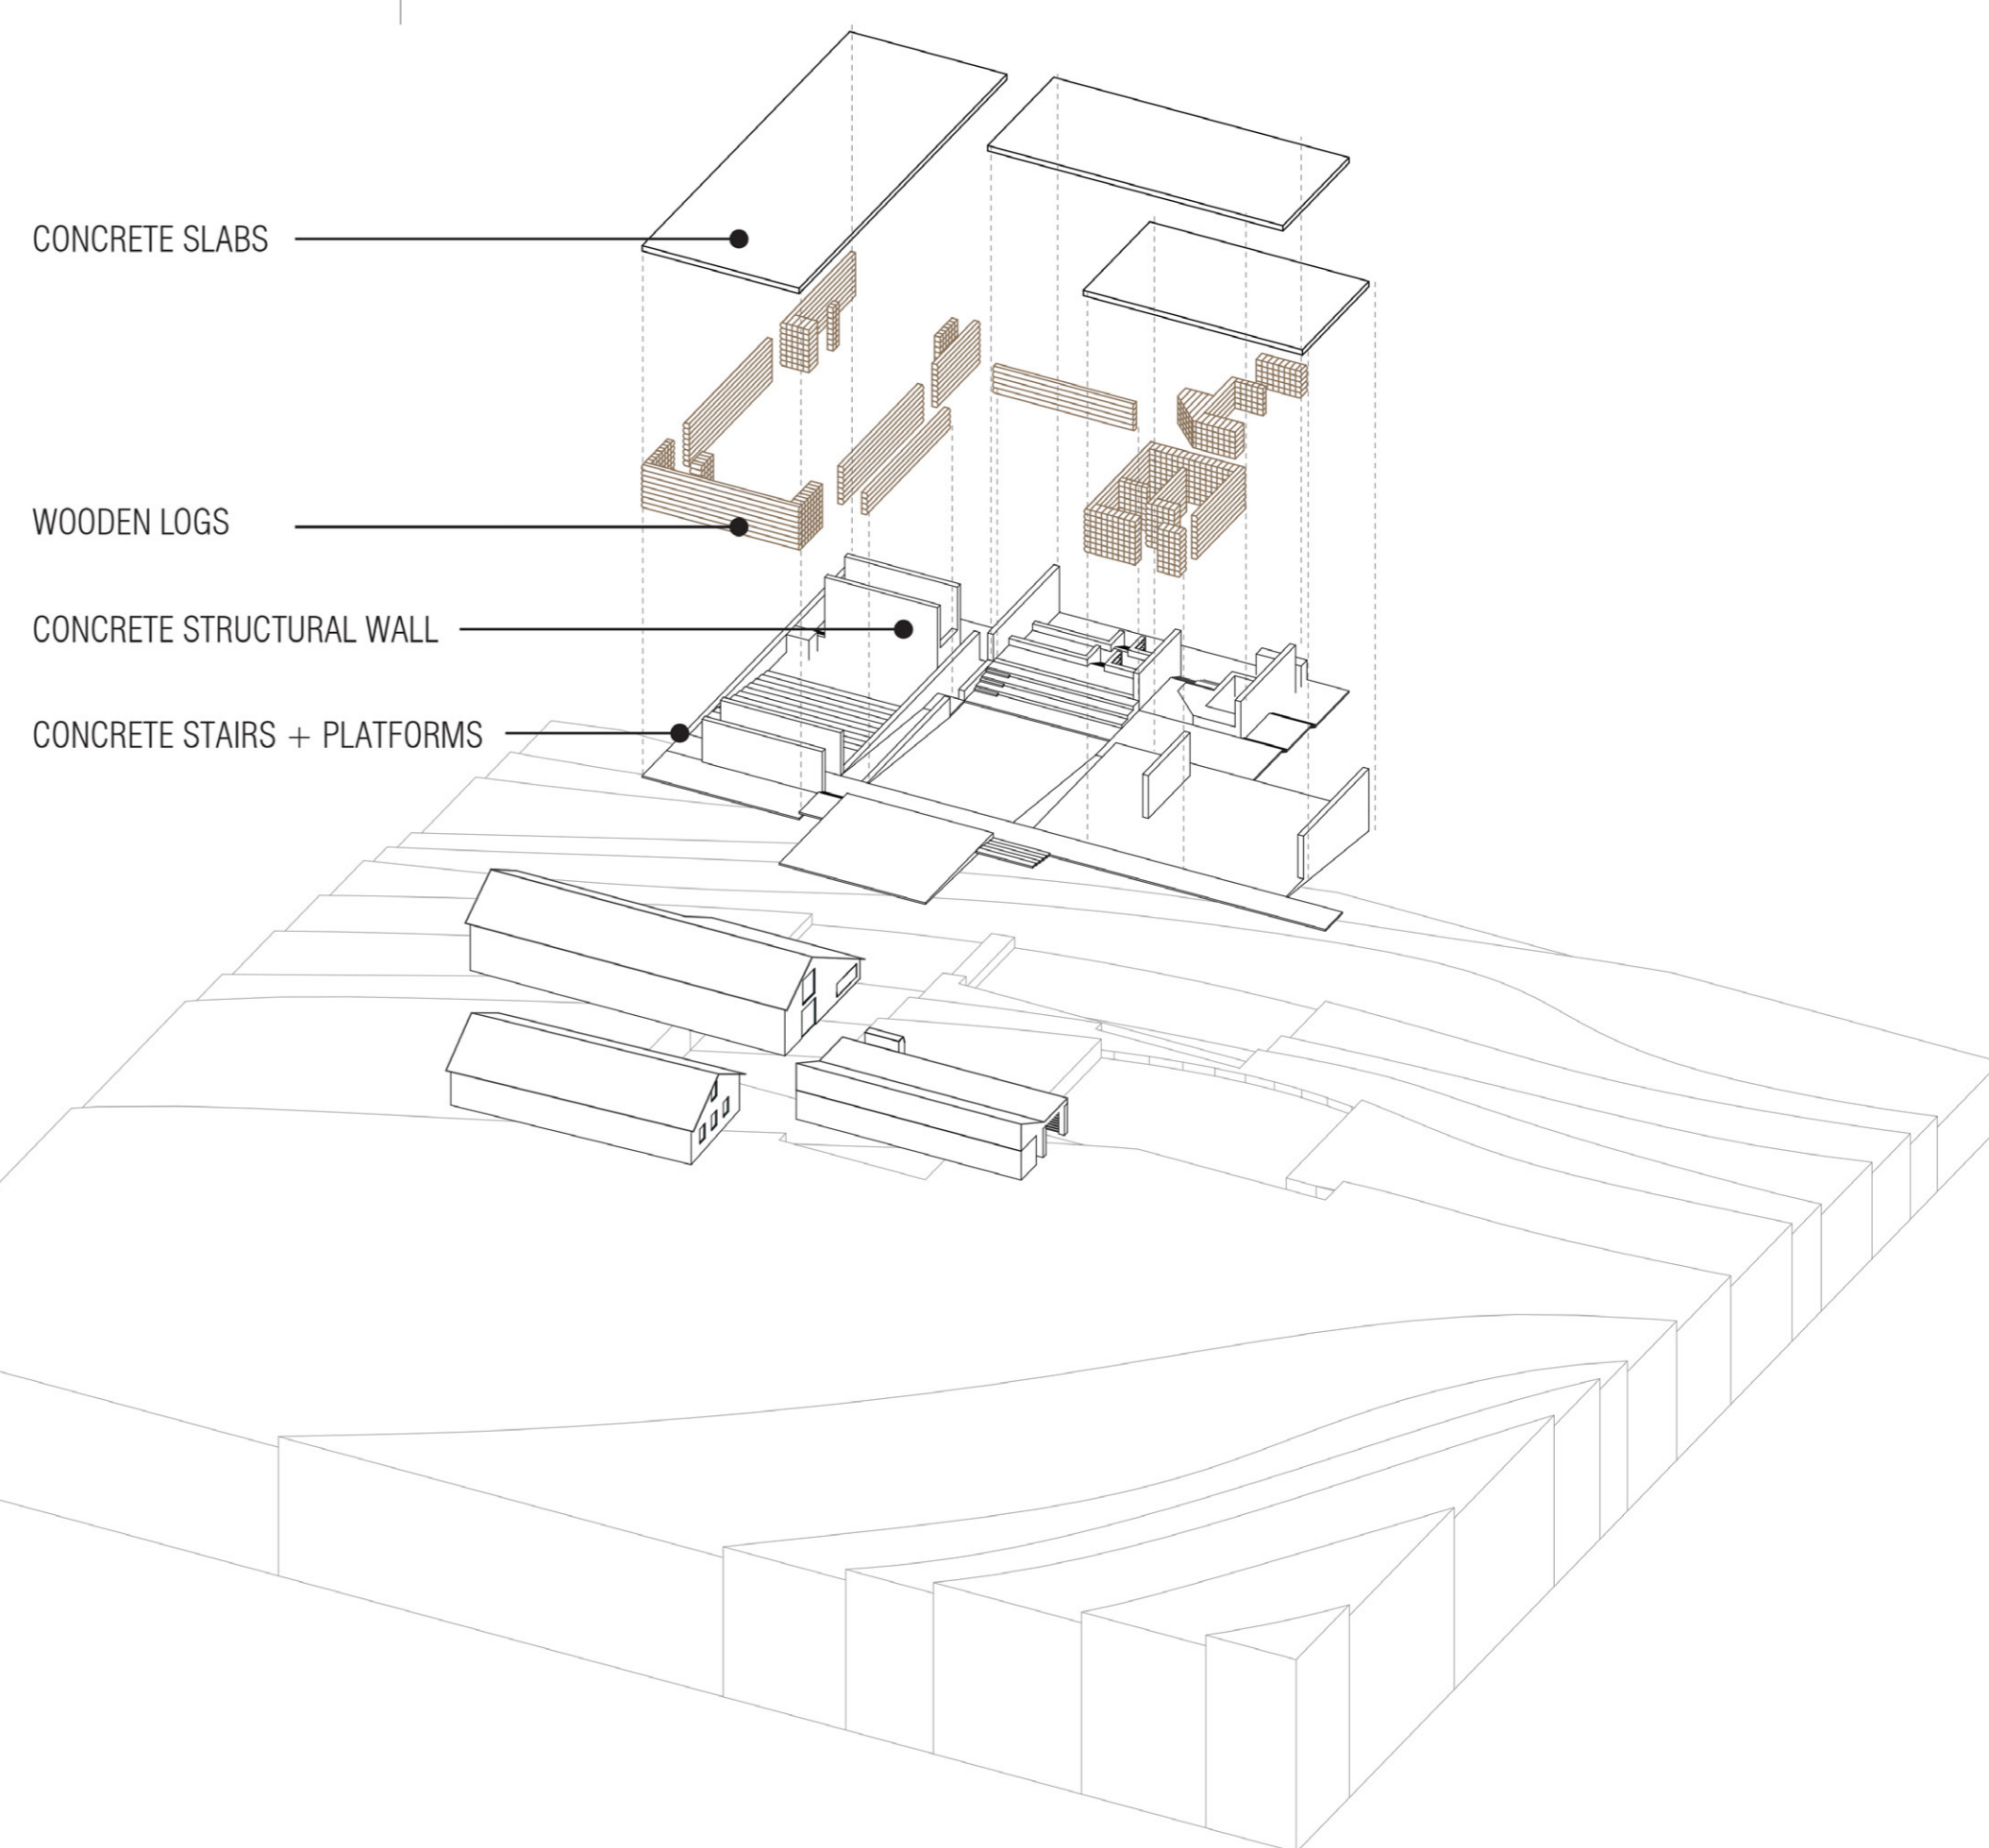 CONCRETE SLABS
WOODEN LOGS
CONCRETE STRUCTURAL WALL
CONCRETE STAIRS + PLATFORMS